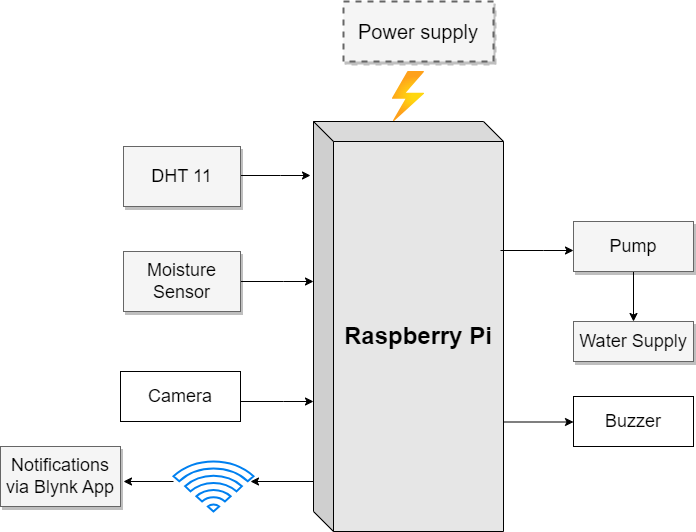 Power supply
DHT 11
Moisture
Sensor
Camera
Notifications
via Blynk App
Raspberry Pi
Pump
Water Supply
Buzzer